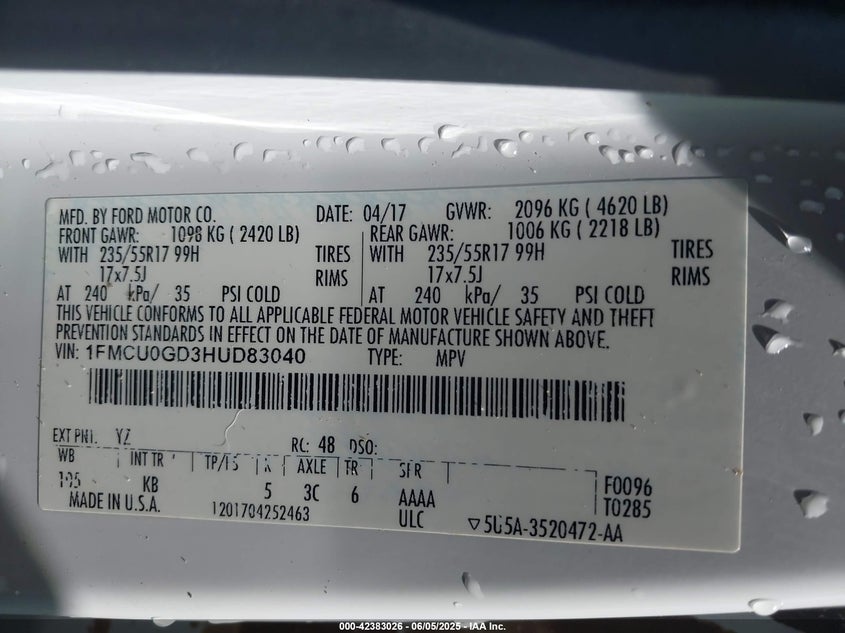 MFD. BY FORD MOTOR CO. DATE: 04/17 GVWR: 2096 KG ( 4620 LB)
FRONT GAWR: 1098 KG ( 2420 LB) REAR GAWR: 1006 KG ( 2218 LB)
WITH 235/55R17 99H TIRES WITH 235/55R17 99H TIRES
17x7.5J RIMS 17x7.5J RIMS
AT 240 kPa/ 35 PSI COLD AT 240 kPa/ 35 PSI COLD
THIS VEHICLE CONFORMS TO ALL APPLICABLE FEDERAL MOTOR VEHICLE SAFETY AND THEFT
PREVENTION STANDARDS IN EFFECT ON THE DATE OF MANUFACTURE SHOWN ABOVE.
VIN: 1FMCU0GD3HUD83040 TYPE: MPV
EXT PNT: YZ RC: 48 DSO:
WB INT TR TP/PS R AXLE TR SPR
105 KB 5 3C 6 AAAA F0096
MADE IN U.S.A. 1201704252463 ULC T0285
▽5U5A-3520472-AA
000-42383026 - 06/05/2025 - IAA Inc.